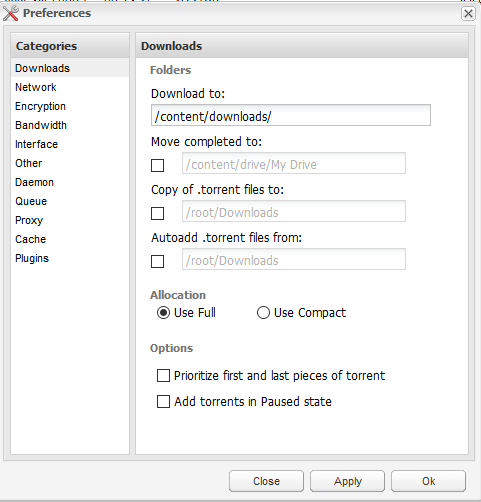 Preferences
Categories
Downloads
Network
Encryption
Bandwidth
Interface
Other
Daemon
Queue
Proxy
Cache
Plugins
Downloads
Folders
Download to:
/content/downloads/
Move completed to:
/content/drive/My Drive
Copy of .torrent files to:
/root/Downloads
Autoadd .torrent files from:
/root/Downloads
Allocation
Use Full Use Compact
Options
Prioritize first and last pieces of torrent
Add torrents in Paused state
Close Apply Ok